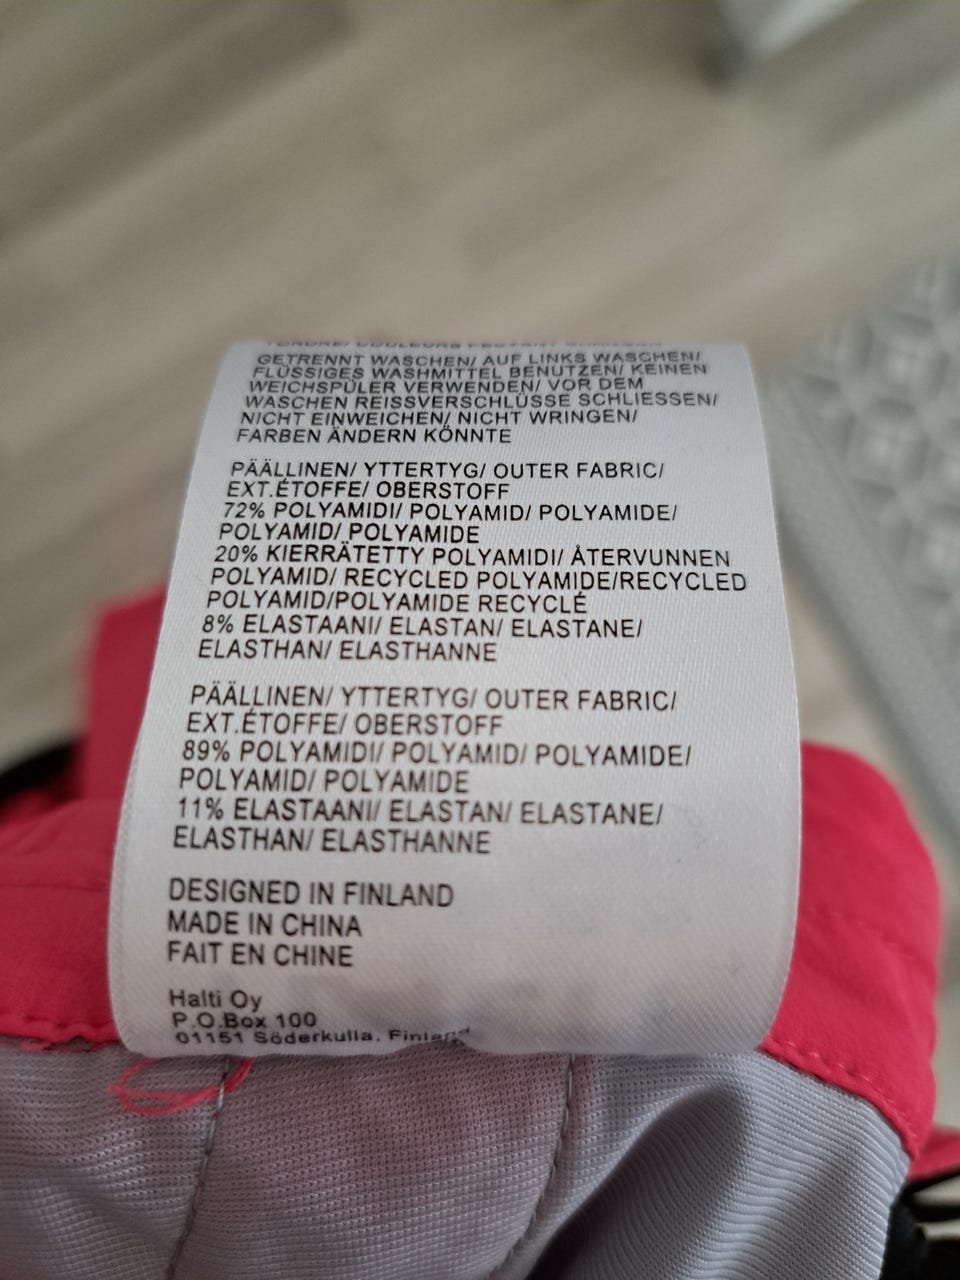 GETRENNT WASCHEN/ AUF LINKS WASCHEN/
FLÜSSIGES WASHMITTEL BENUTZEN/ KEINEN
WEICHSPÜLER VERWENDEN/ VOR DEM
WASCHEN REISSVERSCHLÜSSE SCHLIESSEN/
NICHT EINWEICHEN/ NICHT WRINGEN/
FARBEN ÄNDERN KÖNNTE
PÄÄLLINEN/ YTTERTYG/ OUTER FABRIC/
EXT.ÉTOFFE/ OBERSTOFF
72% POLYAMIDI/ POLYAMID/ POLYAMIDE/
POLYAMID/ POLYAMIDE
20% KIERRÄTETTY POLYAMIDI/ ÅTERVUNNEN
POLYAMID/ RECYCLED POLYAMIDE/RECYCLED
POLYAMID/POLYAMIDE RECYCLÉ
8% ELASTAANI/ ELASTAN/ ELASTANE/
ELASTHAN/ ELASTHANNE
PÄÄLLINEN/ YTTERTYG/ OUTER FABRIC/
EXT.ÉTOFFE/ OBERSTOFF
89% POLYAMIDI/ POLYAMID/ POLYAMIDE/
POLYAMID/ POLYAMIDE
11% ELASTAANI/ ELASTAN/ ELASTANE/
ELASTHAN/ ELASTHANNE
DESIGNED IN FINLAND
MADE IN CHINA
FAIT EN CHINE
Halti Oy
P.O.Box 100
01151 Söderkulla, Finland